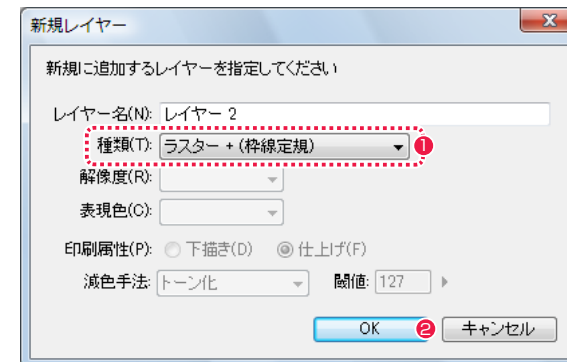 新規レイヤー
新規に追加するレイヤーを指定してください
レイヤー名(N): レイヤー 2
種類(T): ラスター + (枠線定規) 1
解像度(R):
表現色(C):
印刷属性(P): 下描き(D) 仕上げ(F)
減色手法: トーン化 閾値: 127
OK 2 キャンセル